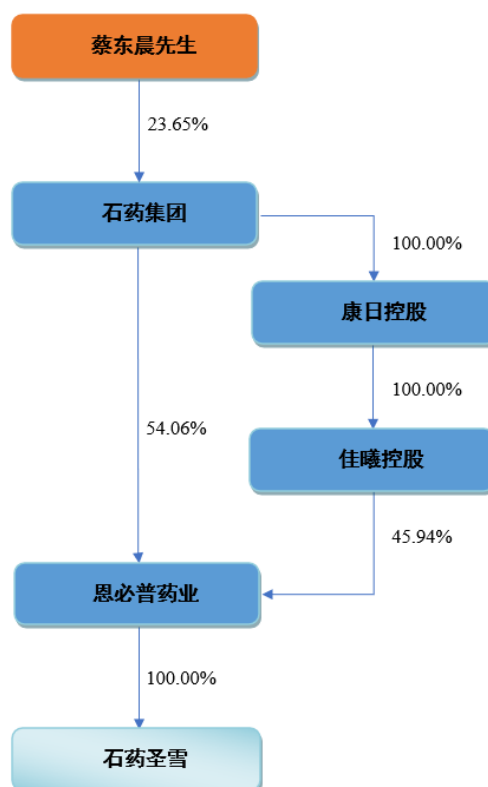 蔡东晨先生
23.65%
石药集团
100.00%
康日控股
100.00%
54.06%
佳曦控股
45.94%
恩必普药业
100.00%
石药圣雪